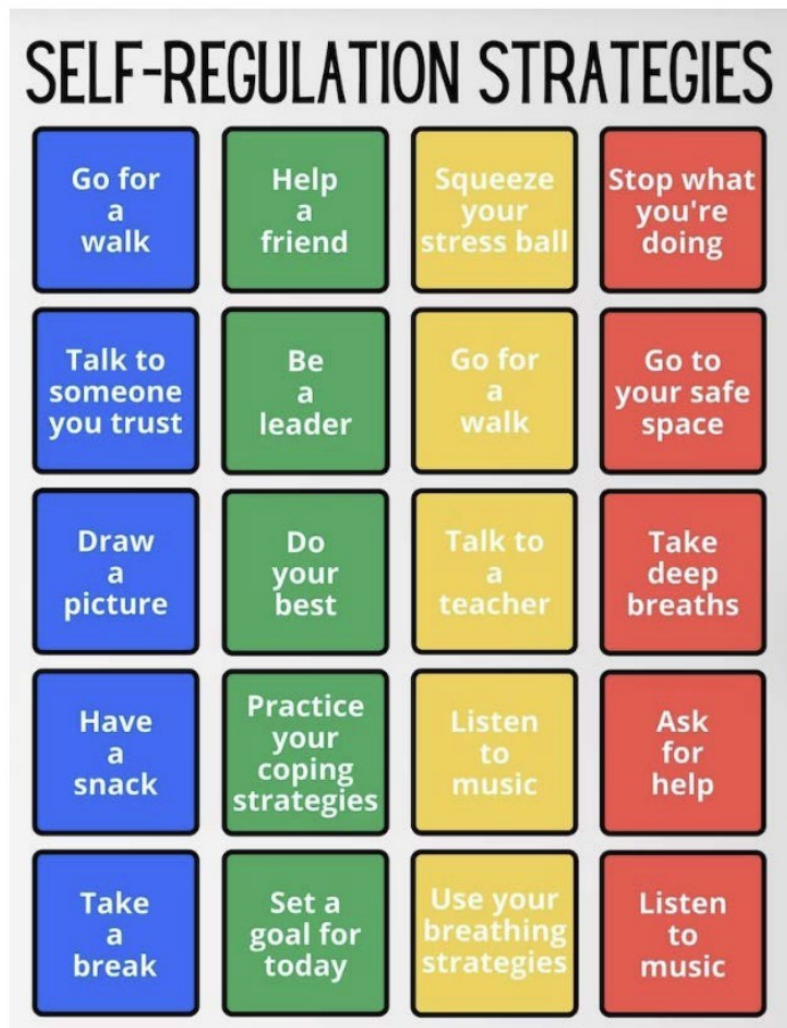 SELF-REGULATION STRATEGIES
Go for
a
walk
Help
a
friend
Squeeze
your
stress ball
Stop what
you're
doing
Talk to
someone
you trust
Be
a
leader
Go for
a
walk
Go to
your safe
space
Draw
a
picture
Do
your
best
Talk to
a
teacher
Take
deep
breaths
Have
a
snack
Practice
your
coping
strategies
Listen
to
music
Ask
for
help
Take
a
break
Set a
goal for
today
Use your
breathing
strategies
Listen
to
music